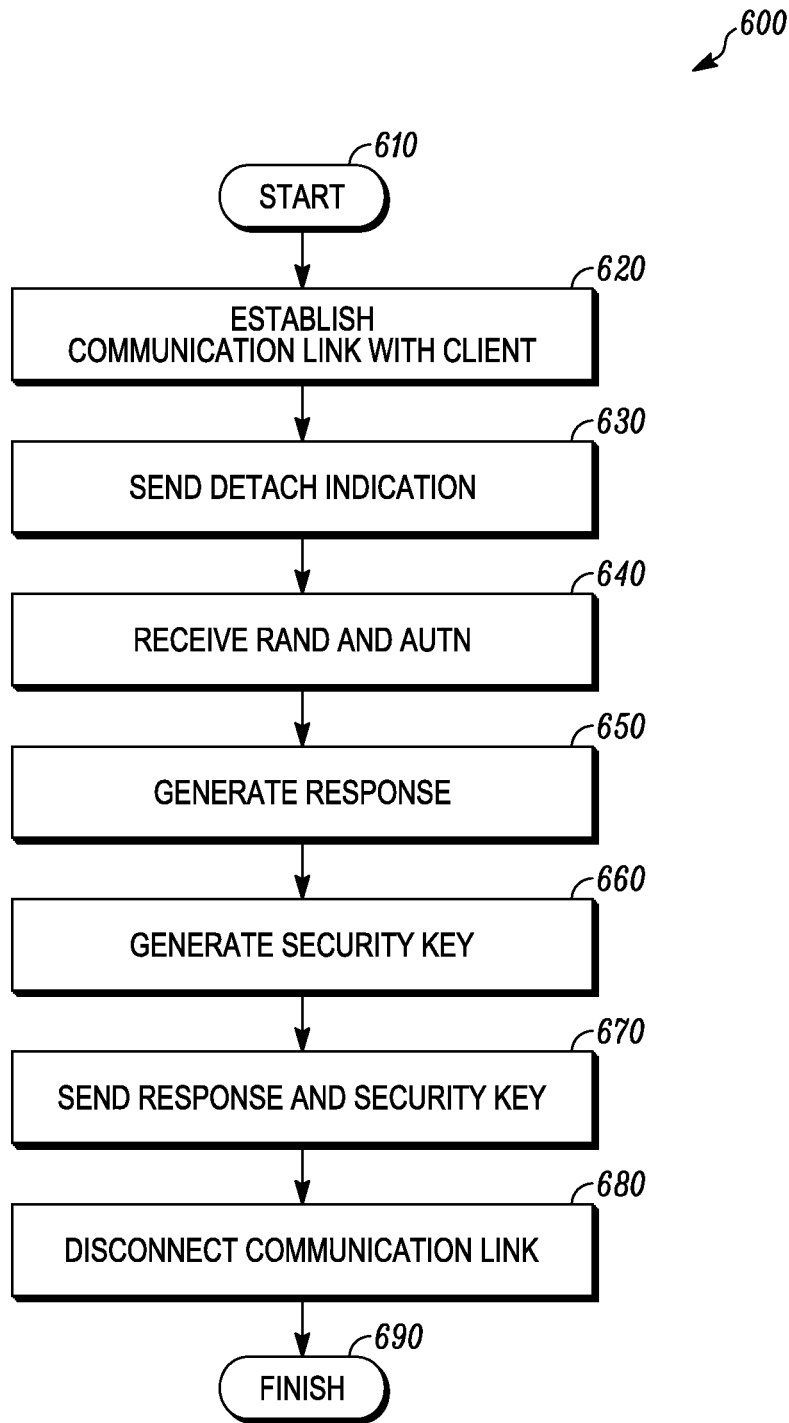 600
610
START
620
ESTABLISH
COMMUNICATION LINK WITH CLIENT
630
SEND DETACH INDICATION
640
RECEIVE RAND AND AUTN
650
GENERATE RESPONSE
660
GENERATE SECURITY KEY
670
SEND RESPONSE AND SECURITY KEY
680
DISCONNECT COMMUNICATION LINK
690
FINISH